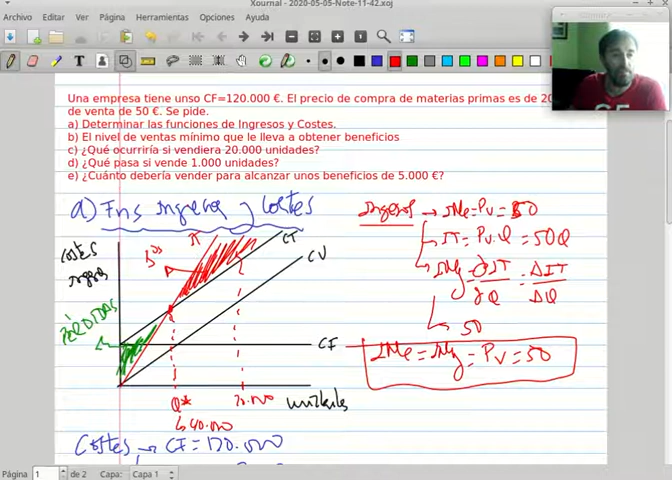 Xournal - 2020-05-05-Note-11-42.xoj
Archivo Editar Ver Página Herramientas Opciones Ayuda
Una empresa tiene unso CF=120.000 €. El precio de compra de materias primas es de 20
de venta de 50 €. Se pide.
a) Determinar las funciones de Ingresos y Costes.
b) El nivel de ventas mínimo que le lleva a obtener beneficios
c) ¿Qué ocurriría si vendiera 20.000 unidades?
d) ¿Qué pasa si vende 1.000 unidades?
e) ¿Cuánto debería vender para alcanzar unos beneficios de 5.000 €?
a) Fns ingresos y costes
Ingresos → IMe = Pv = 50
IT = Pv·Q = 50Q
IMg = ∂IT/∂Q = ΔIT/ΔQ
50
IMe = IMg = Pv = 50
costes
ingresos
IT
CT
CV
PÉRDIDAS
CF
Q*
unidades
Costes → CF = 120.000
Página 1 de 2 Capa: Capa 1